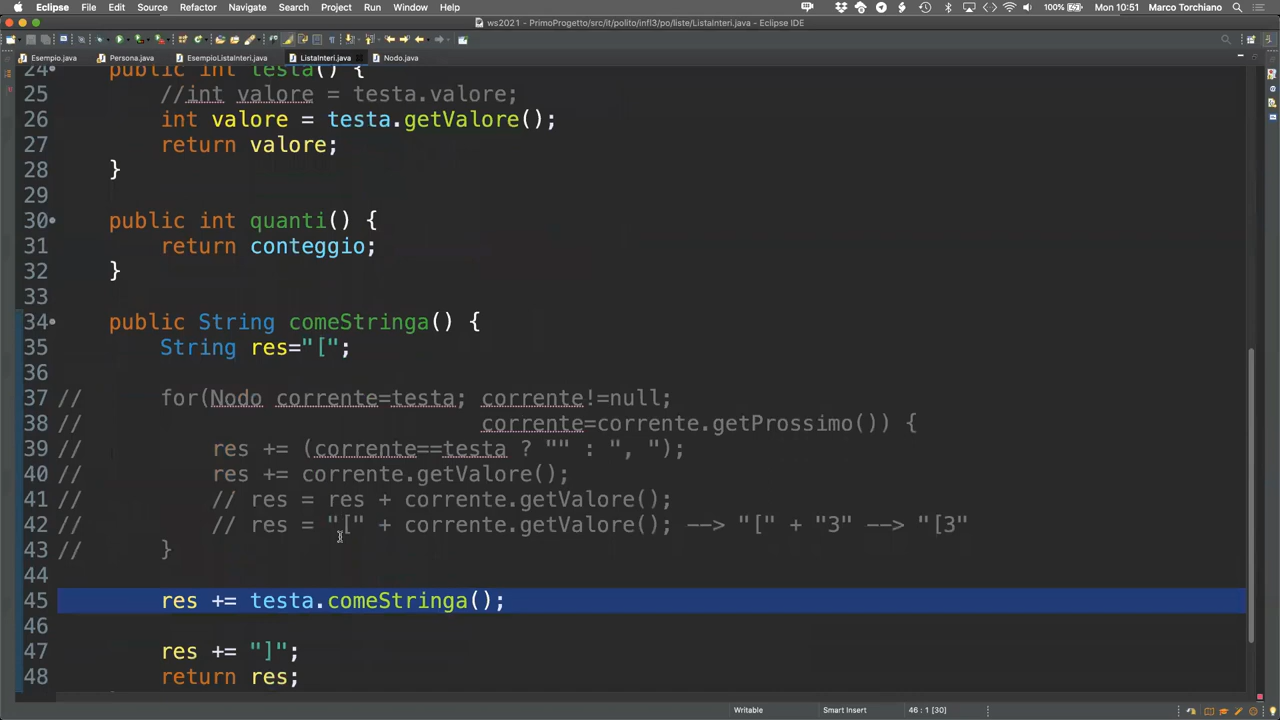 Eclipse File Edit Source Refactor Navigate Search Project Run Window Help 100% Mon 10:51 Marco Torchiano
ws2021 - PrimoProgetto/src/it/polito/infl3/po/liste/ListaInteri.java - Eclipse IDE
Esempio.java Persona.java EsempioListaInteri.java ListaInteri.java Nodo.java
24 public int testa() {
25 //int valore = testa.valore;
26 int valore = testa.getValore();
27 return valore;
28 }
29
30 public int quanti() {
31 return conteggio;
32 }
33
34 public String comeStringa() {
35 String res="[";
36
37 // for(Nodo corrente=testa; corrente!=null;
38 // corrente=corrente.getProssimo()) {
39 // res += (corrente==testa ? "" : ", ");
40 // res += corrente.getValore();
41 // // res = res + corrente.getValore();
42 // // res = "[" + corrente.getValore(); --> "[" + "3" --> "[3"
43 // }
44
45 res += testa.comeStringa();
46
47 res += "]";
48 return res;
Writable Smart Insert 46 : 1 [30]